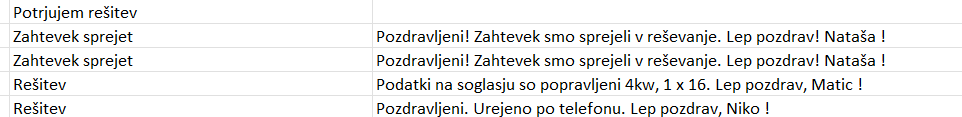 Potrjujem rešitev
Zahtevek sprejet Pozdravljeni! Zahtevek smo sprejeli v reševanje. Lep pozdrav! Nataša !
Zahtevek sprejet Pozdravljeni! Zahtevek smo sprejeli v reševanje. Lep pozdrav! Nataša !
Rešitev Podatki na soglasju so popravljeni 4kw, 1 x 16. Lep pozdrav, Matic !
Rešitev Pozdravljeni. Urejeno po telefonu. Lep pozdrav, Niko !